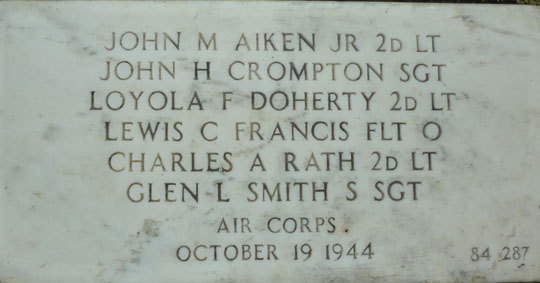 JOHN M AIKEN JR 2D LT
JOHN H CROMPTON SGT
LOYOLA F DOHERTY 2D LT
LEWIS C FRANCIS FLT O
CHARLES A RATH 2D LT
GLEN L SMITH S SGT
AIR CORPS
OCTOBER 19 1944
84 287